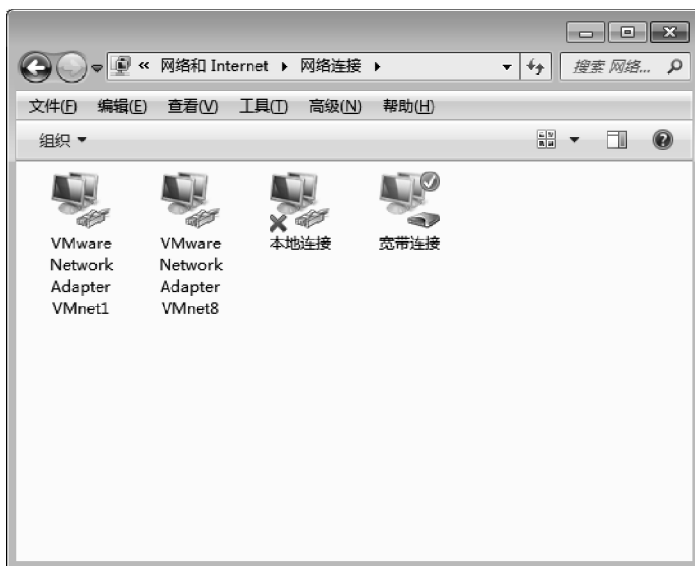 « 网络和 Internet ▸ 网络连接 ▸
搜索 网络...
文件(F) 编辑(E) 查看(V) 工具(T) 高级(N) 帮助(H)
组织
VMware
Network
Adapter
VMnet1
VMware
Network
Adapter
VMnet8
本地连接
宽带连接